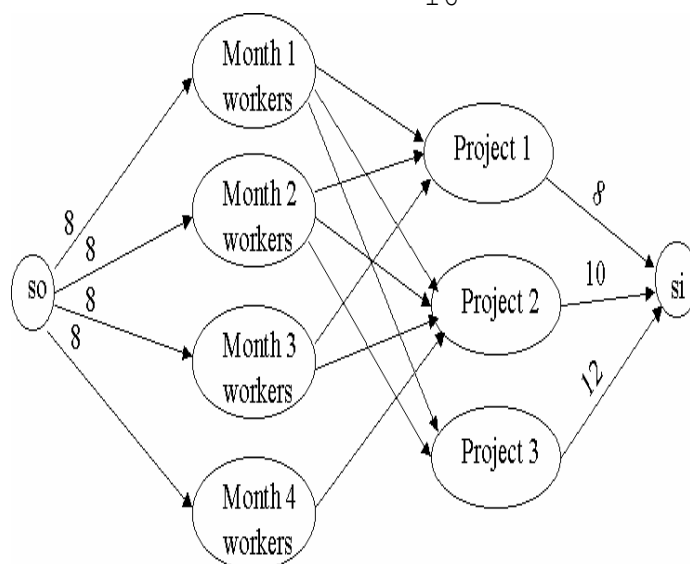 Month 1
workers
Project 1
8
Month 2
workers
8
8
so
10
si
Project 2
8
8
Month 3
workers
12
Project 3
Month 4
workers